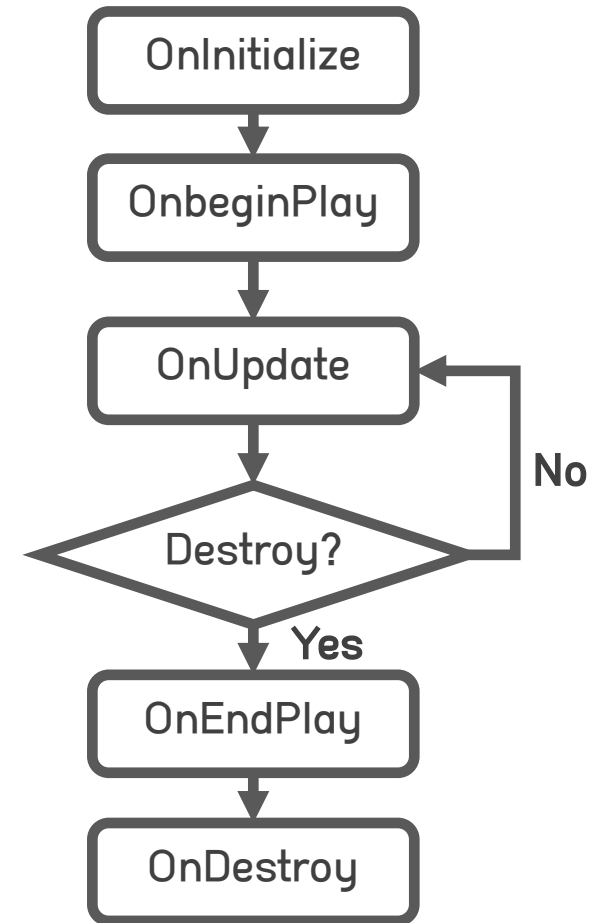 OnInitialize
OnbeginPlay
OnUpdate
No
Destroy?
Yes
OnEndPlay
OnDestroy